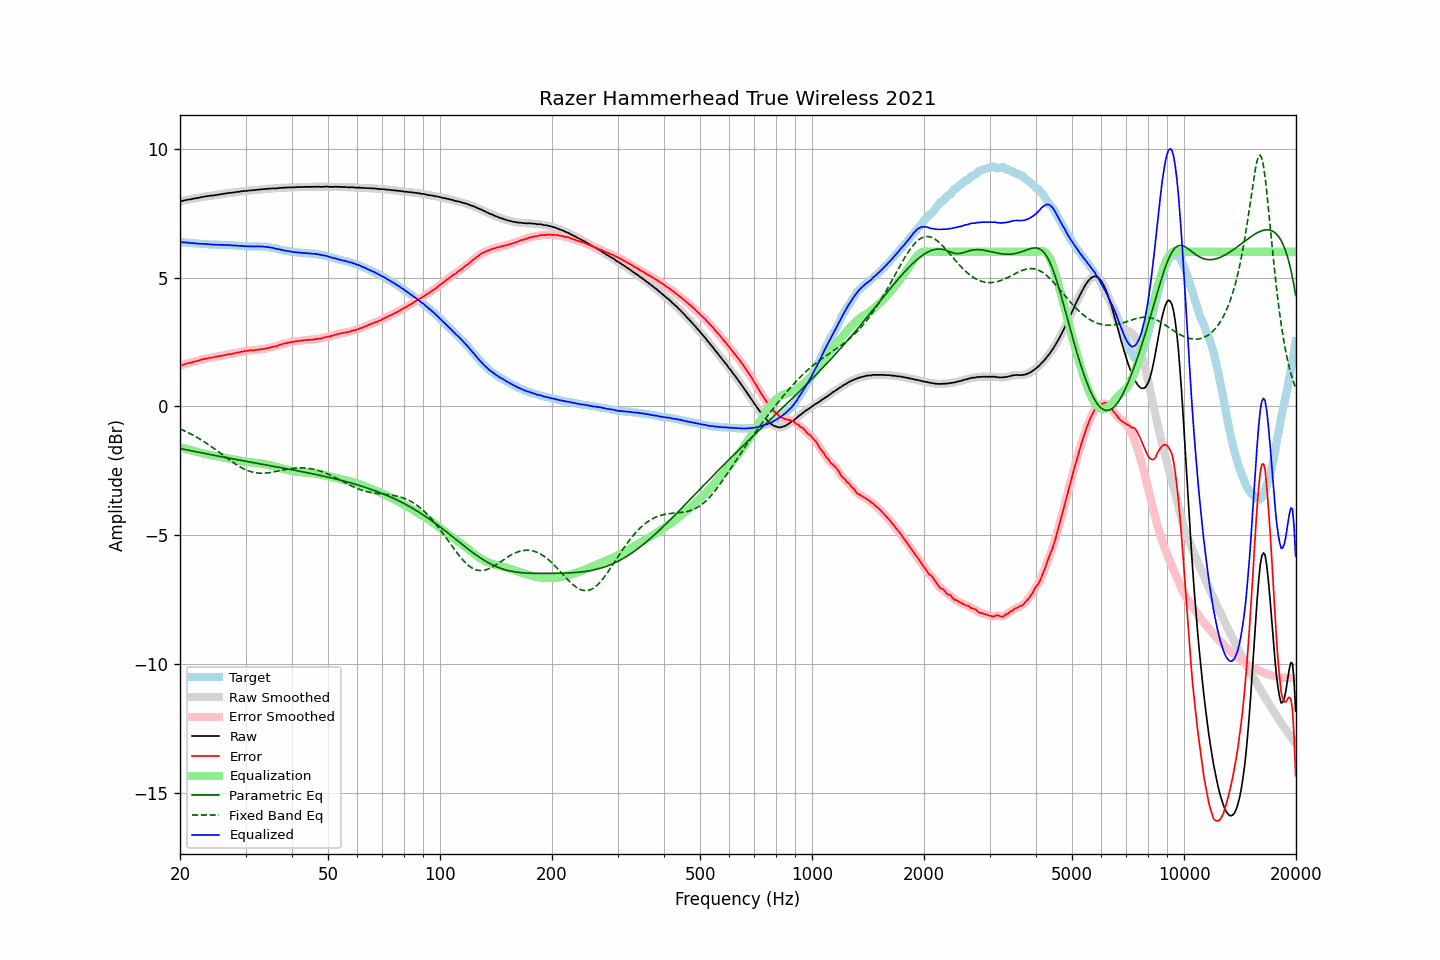 Razer Hammerhead True Wireless 2021
Amplitude (dBr)
10
5
0
−5
−10
−15
Target
Raw Smoothed
Error Smoothed
Raw
Error
Equalization
Parametric Eq
Fixed Band Eq
Equalized
20 50 100 200 500 1000 2000 5000 10000 20000
Frequency (Hz)